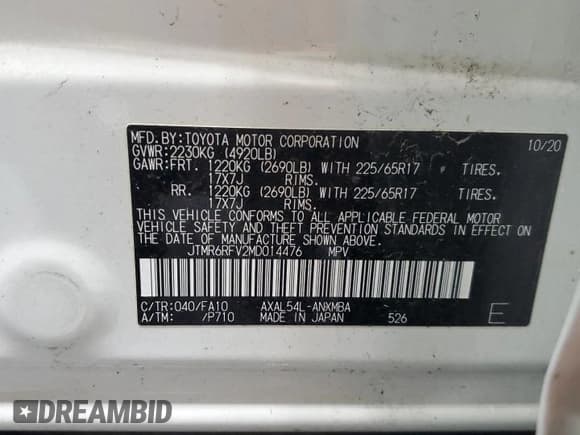 MFD.BY:TOYOTA MOTOR CORPORATION 10/20
GVWR:2230KG (4920LB)
GAWR:FRT. 1220KG (2690LB) WITH 225/65R17 TIRES.
17X7J RIMS.
RR. 1220KG (2690LB) WITH 225/65R17 TIRES.
17X7J RIMS.
THIS VEHICLE CONFORMS TO ALL APPLICABLE FEDERAL MOTOR
VEHICLE SAFETY AND THEFT PREVENTION STANDARDS
IN EFFECT ON THE DATE OF MANUFACTURE SHOWN ABOVE.
JTMR6RFV2MD014476 MPV
C/TR:040/FA10 AXAL54L-ANXMBA
A/TM: /P710 MADE IN JAPAN 526 E
DREAMBID